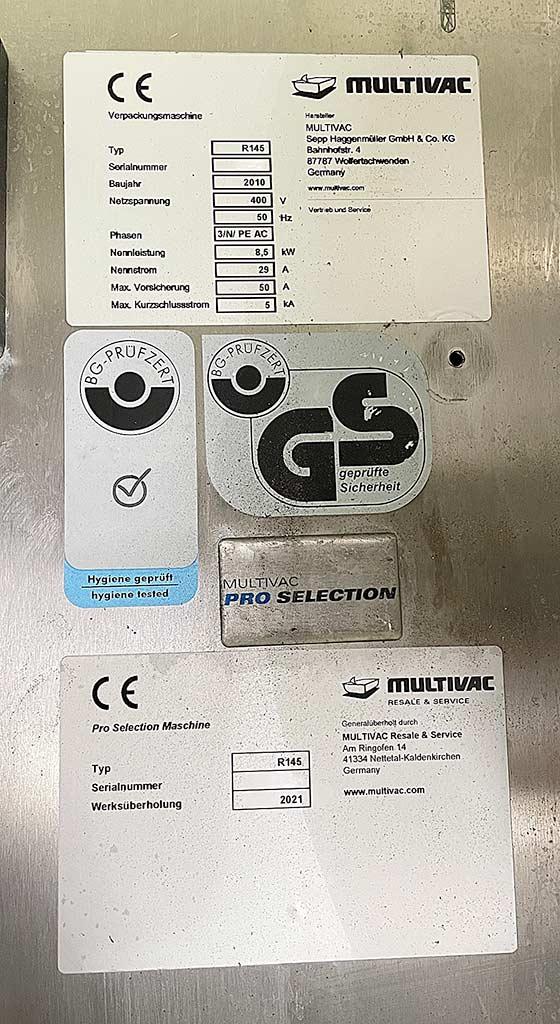 CE
MULTIVAC
Verpackungsmaschine
Hersteller
MULTIVAC
Sepp Haggenmüller GmbH & Co. KG
Bahnhofstr. 4
87787 Wolfertschwenden
Germany
www.multivac.com
Vertrieb und Service
Typ R145
Serialnummer
Baujahr 2010
Netzspannung 400 V
50 Hz
Phasen 3/N/ PE AC
Nennleistung 8,5 kW
Nennstrom 29 A
Max. Vorsicherung 50 A
Max. Kurzschlussstrom 5 kA
BG-PRÜFZERT
Hygiene geprüft
hygiene tested
BG-PRÜFZERT
GS
geprüfte
Sicherheit
MULTIVAC
PRO SELECTION
CE
MULTIVAC
RESALE & SERVICE
Pro Selection Maschine
Generalüberholt durch
MULTIVAC Resale & Service
Am Ringofen 14
41334 Nettetal-Kaldenkirchen
Germany
www.multivac.com
Typ R145
Serialnummer
Werksüberholung 2021